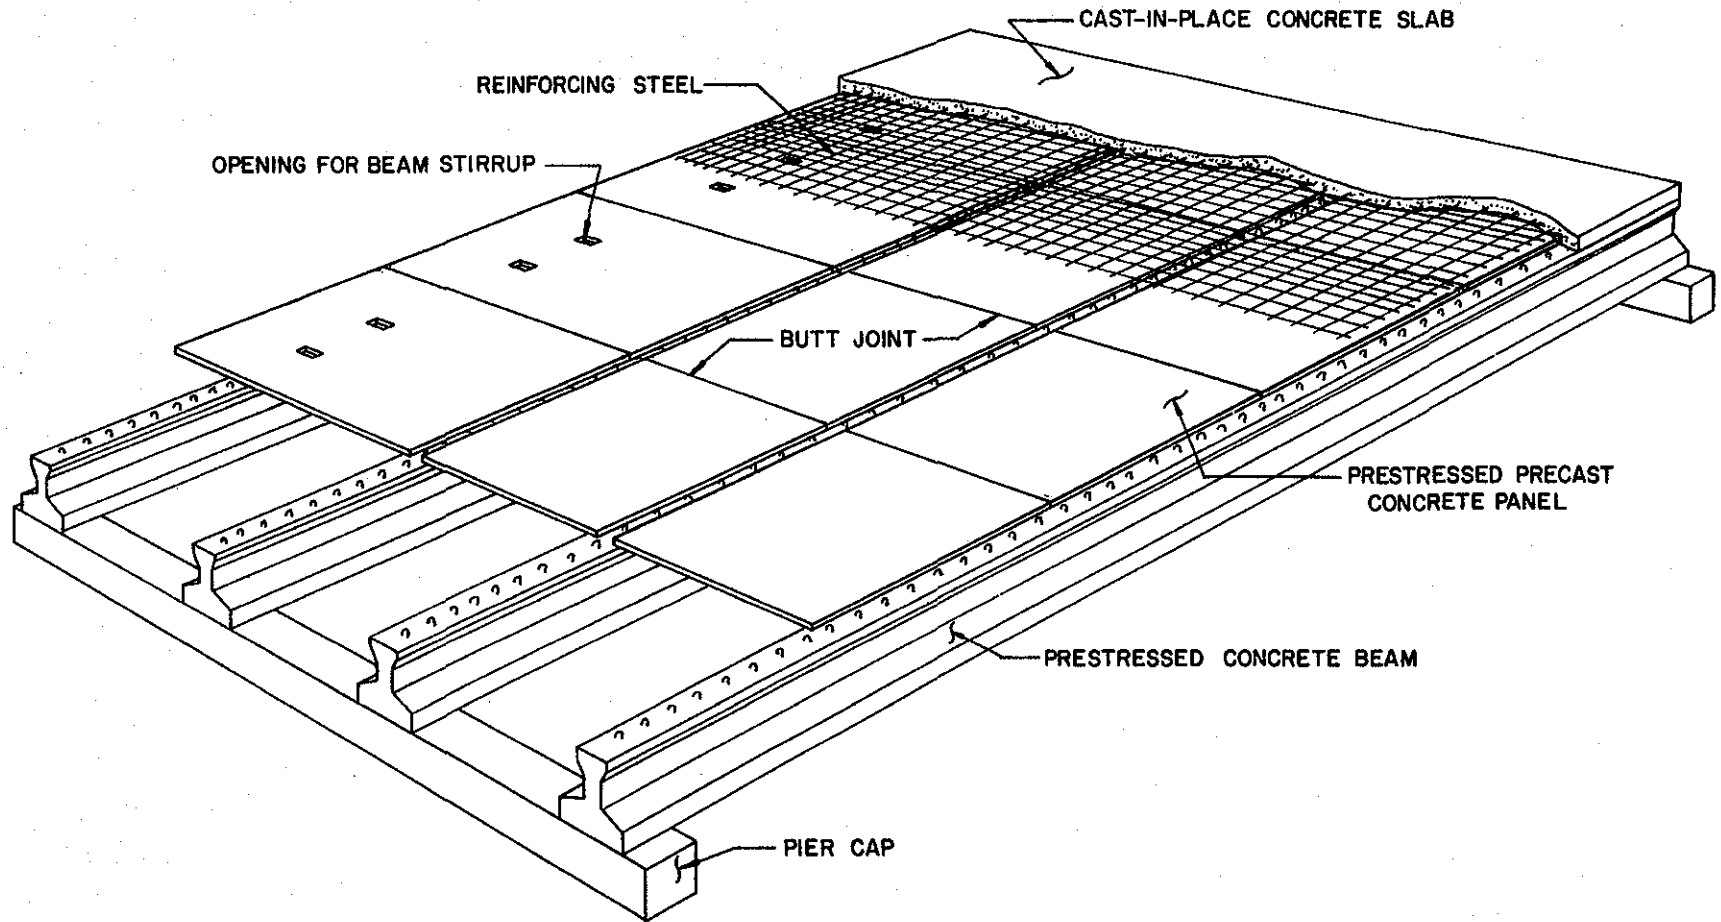 CAST-IN-PLACE CONCRETE SLAB
REINFORCING STEEL
OPENING FOR BEAM STIRRUP
BUTT JOINT
PRESTRESSED PRECAST
CONCRETE PANEL
PRESTRESSED CONCRETE BEAM
PIER CAP